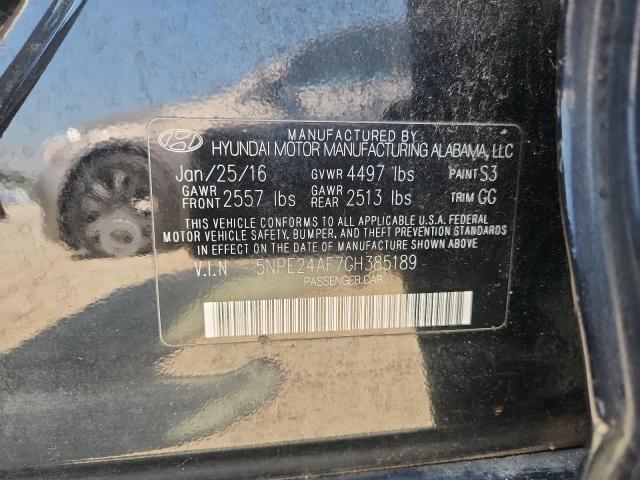 MANUFACTURED BY
HYUNDAI MOTOR MANUFACTURING ALABAMA, LLC
Jan/25/16 GVWR 4497 lbs PAINT S3
GAWR FRONT 2557 lbs GAWR REAR 2513 lbs TRIM GG
THIS VEHICLE CONFORMS TO ALL APPLICABLE U.S.A. FEDERAL
MOTOR VEHICLE SAFETY, BUMPER, AND THEFT PREVENTION STANDARDS
IN EFFECT ON THE DATE OF MANUFACTURE SHOWN ABOVE.
V.I.N 5NPE24AF7GH385189
PASSENGER CAR